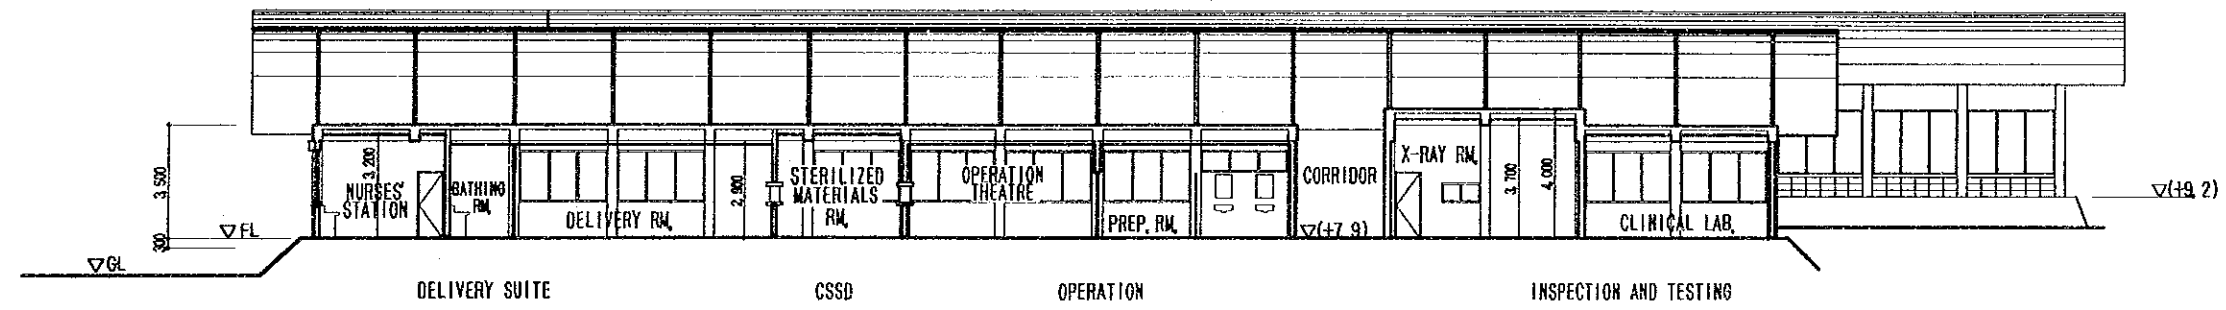 3,500
300
▽FL
▽GL
3,200
NURSES'
STATION
BATHING
RM.
DELIVERY RM.
2,900
STERILIZED
MATERIALS
RM.
OPERATION
THEATRE
PREP. RM.
CORRIDOR
▽(+7.9)
X-RAY RM.
3,700
4,000
CLINICAL LAB.
▽(+9.2)
DELIVERY SUITE
CSSD
OPERATION
INSPECTION AND TESTING